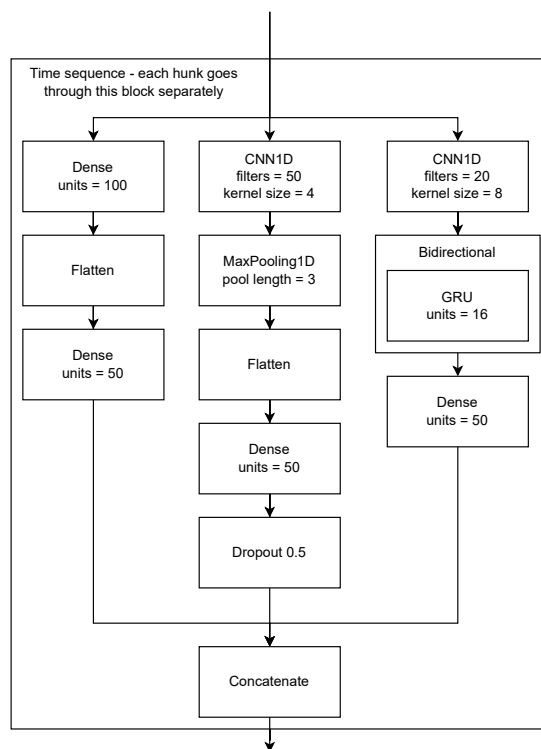 Time sequence - each hunk goes
through this block separately
Dense
units = 100
Flatten
Dense
units = 50
CNN1D
filters = 50
kernel size = 4
MaxPooling1D
pool length = 3
Flatten
Dense
units = 50
Dropout 0.5
CNN1D
filters = 20
kernel size = 8
Bidirectional
GRU
units = 16
Dense
units = 50
Concatenate